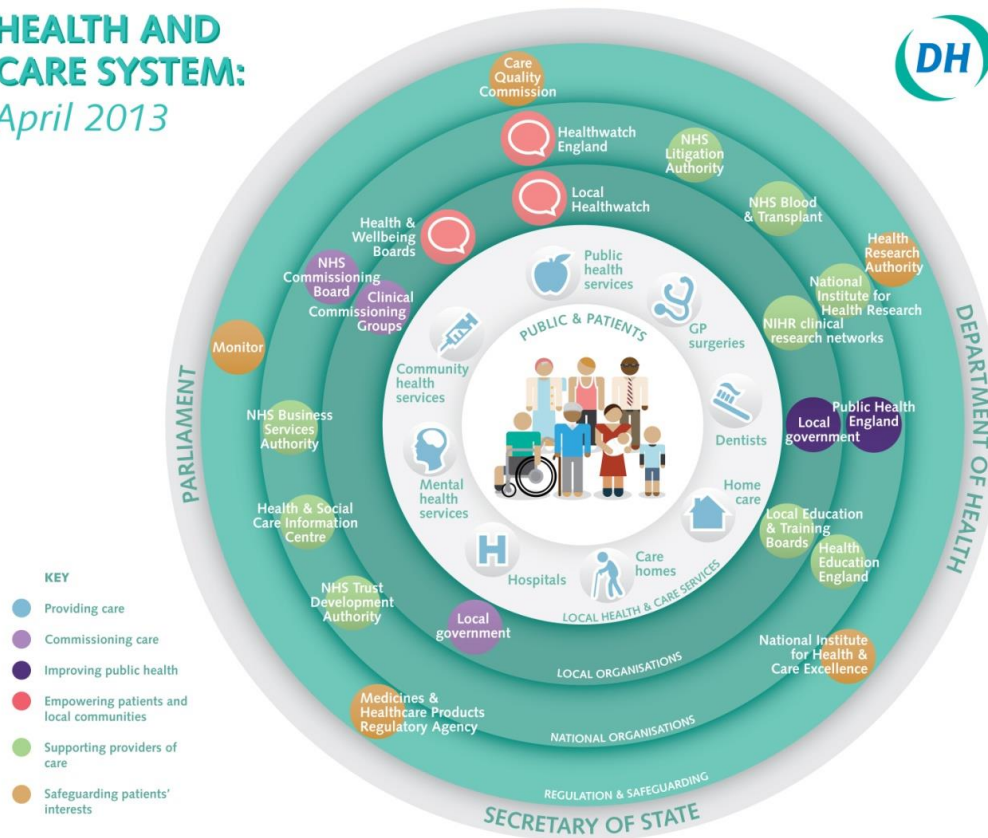 HEALTH AND
CARE SYSTEM:
April 2013
DH
Care
Quality
Commission
Healthwatch
England
NHS
Litigation
Authority
Local
Healthwatch
NHS Blood
& Transplant
Health &
Wellbeing
Boards
Health
Research
Authority
NHS
Commissioning
Board
Clinical
Commissioning
Groups
National
Institute for
Health Research
NIHR clinical
research networks
Monitor
Public
health
services
GP
surgeries
PUBLIC & PATIENTS
Community
health
services
Dentists
Mental
health
services
Home
care
Hospitals
Care
homes
LOCAL HEALTH & CARE SERVICES
Local
government
Public Health
England
NHS Business
Services
Authority
Health & Social
Care Information
Centre
NHS Trust
Development
Authority
Local
government
Local Education
& Training
Boards
Health
Education
England
National Institute
for Health &
Care Excellence
Medicines &
Healthcare Products
Regulatory Agency
LOCAL ORGANISATIONS
NATIONAL ORGANISATIONS
REGULATION & SAFEGUARDING
PARLIAMENT
DEPARTMENT OF HEALTH
SECRETARY OF STATE
KEY
Providing care
Commissioning care
Improving public health
Empowering patients and
local communities
Supporting providers of
care
Safeguarding patients'
interests
H